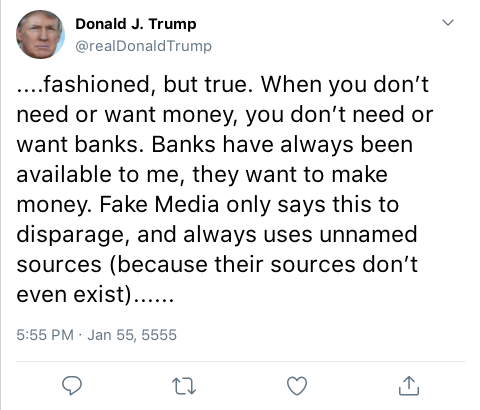 Donald J. Trump
@realDonaldTrump
....fashioned, but true. When you don’t
need or want money, you don’t need or
want banks. Banks have always been
available to me, they want to make
money. Fake Media only says this to
disparage, and always uses unnamed
sources (because their sources don’t
even exist)......
5:55 PM · Jan 55, 5555